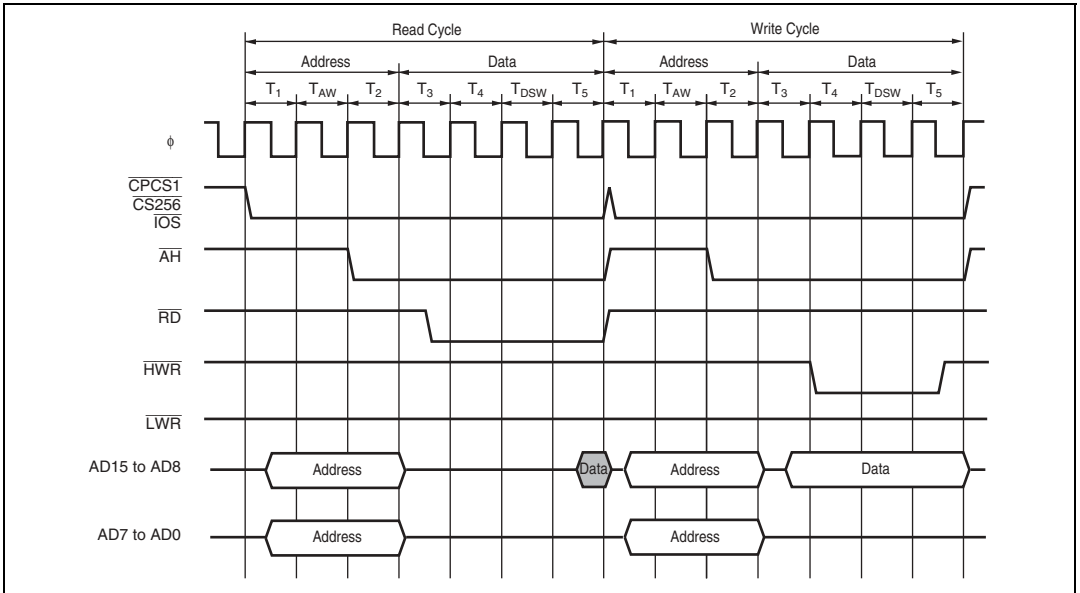 Read Cycle Write Cycle
Address Data Address Data
T1 TAW T2 T3 T4 TDSW T5 T1 TAW T2 T3 T4 TDSW T5
ϕ
CPCS1
CS256
IOS
AH
RD
HWR
LWR
AD15 to AD8 Address Data Address Data
AD7 to AD0 Address Address